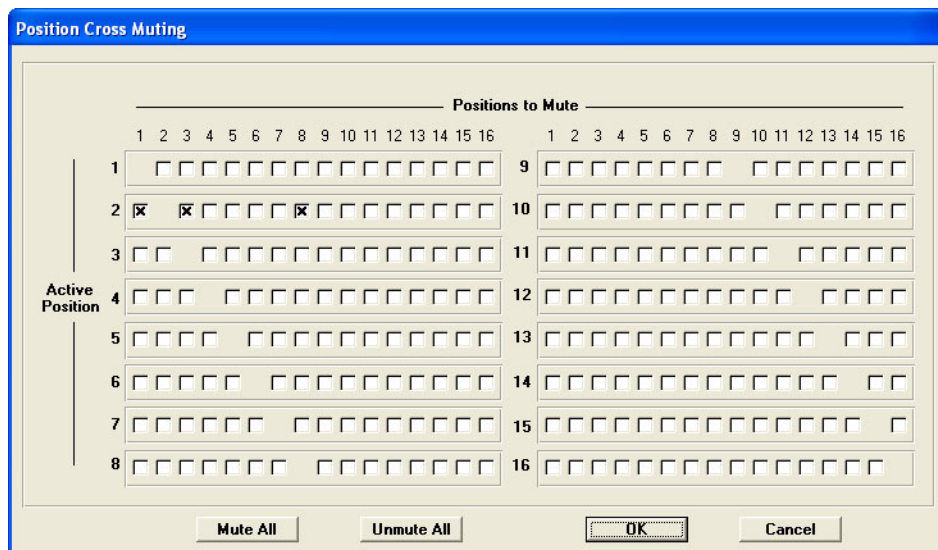 Position Cross Muting
Positions to Mute
1 2 3 4 5 6 7 8 9 10 11 12 13 14 15 16
1 2 3 4 5 6 7 8 9 10 11 12 13 14 15 16
1
9
2
10
3
11
Active
Position
4
12
5
13
6
14
7
15
8
16
Mute All
Unmute All
OK
Cancel